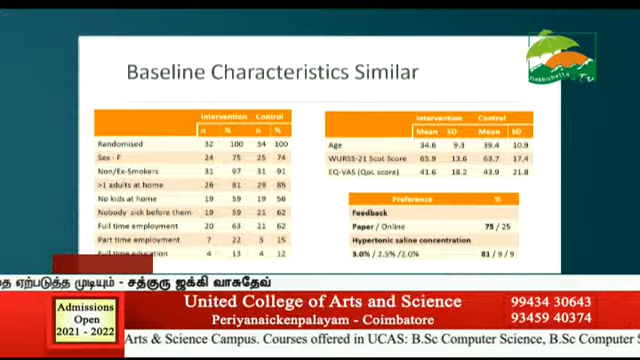 Baseline Characteristics Similar
Intervention Control
n % n %
Randomised 32 100 34 100
Sex - F 24 75 25 74
Non/Ex-Smokers 31 97 31 91
>1 adults at home 26 81 29 85
No kids at home 19 59 19 56
Nobody sick before them 19 59 21 62
Full time employment 20 63 21 62
Part time employment 7 22 5 15
Full time education 4 13 4 12
Intervention Control
Mean SD Mean SD
Age 34.6 9.3 39.4 10.9
WURSS-21 Scot Score 65.9 13.6 63.7 17.4
EQ-VAS (QoL score) 41.6 18.2 43.9 21.8
Preference %
Feedback
Paper / Online 75 / 25
Hypertonic saline concentration
3.0% / 2.5% / 2.0% 81 / 9 / 9
ஏற்படுத்த முடியும் - சத்குரு ஜக்கி வாசுதேவ்
Admissions
Open
2021 - 2022
United College of Arts and Science
Periyanaickenpalayam - Coimbatore
99434 30643
93459 40374
Arts & Science Campus. Courses offered in UCAS: B.Sc Computer Science, B.Sc Computer